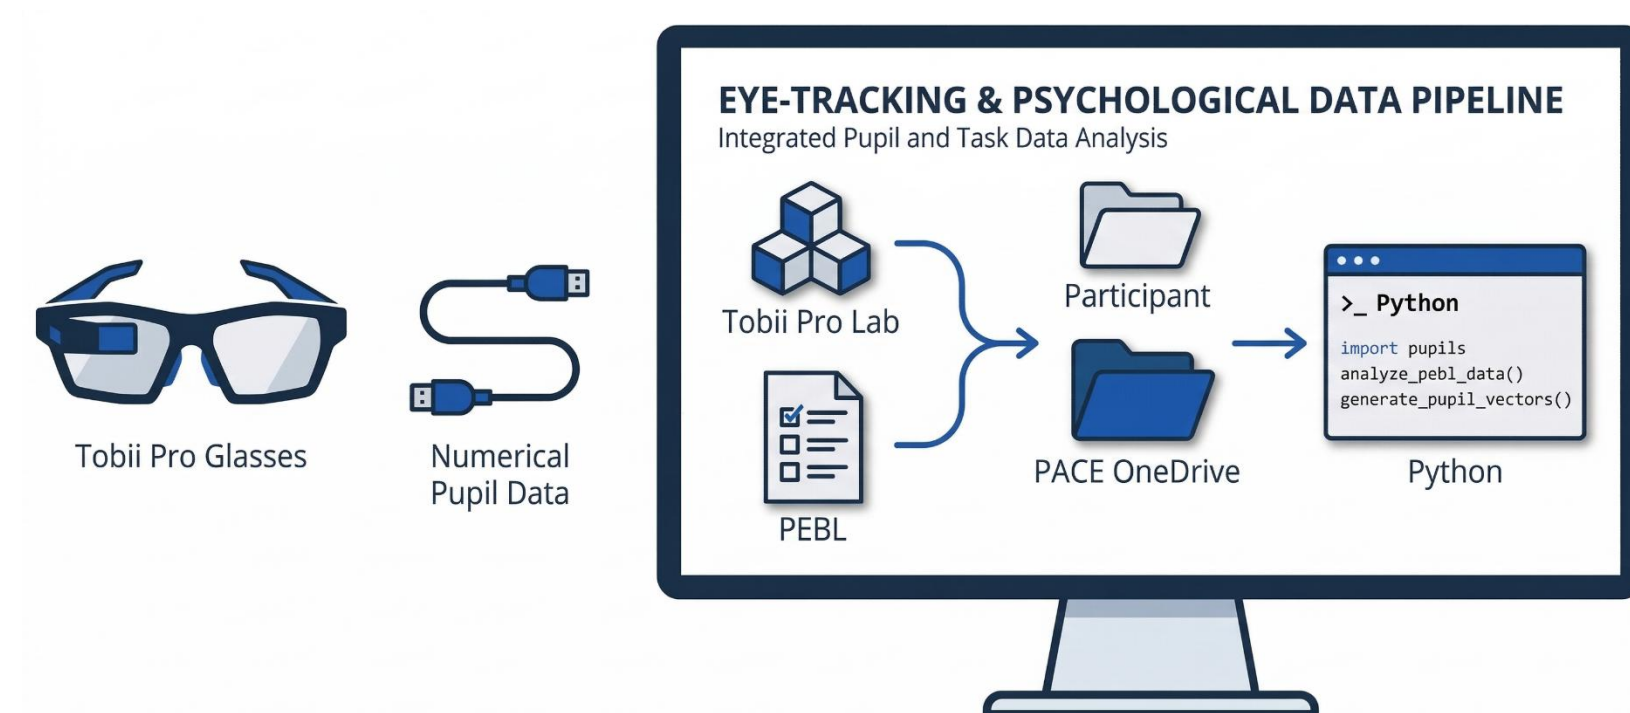 EYE-TRACKING & PSYCHOLOGICAL DATA PIPELINE
Integrated Pupil and Task Data Analysis
Tobii Pro Glasses
Numerical
Pupil Data
Tobii Pro Lab
PEBL
Participant
PACE OneDrive
>_ Python
import pupils
analyze_pebl_data()
generate_pupil_vectors()
Python